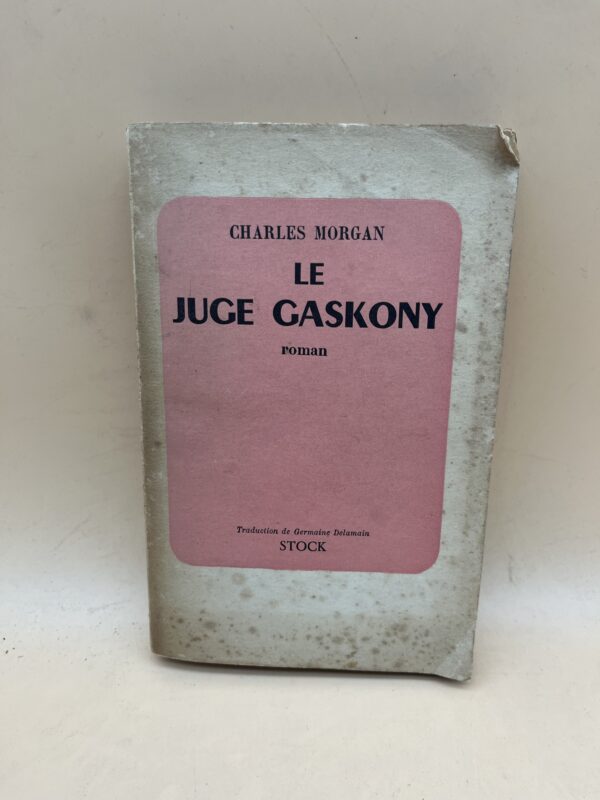 CHARLES MORGAN
LE
JUGE GASKONY
roman
Traduction de Germaine Delamain
STOCK